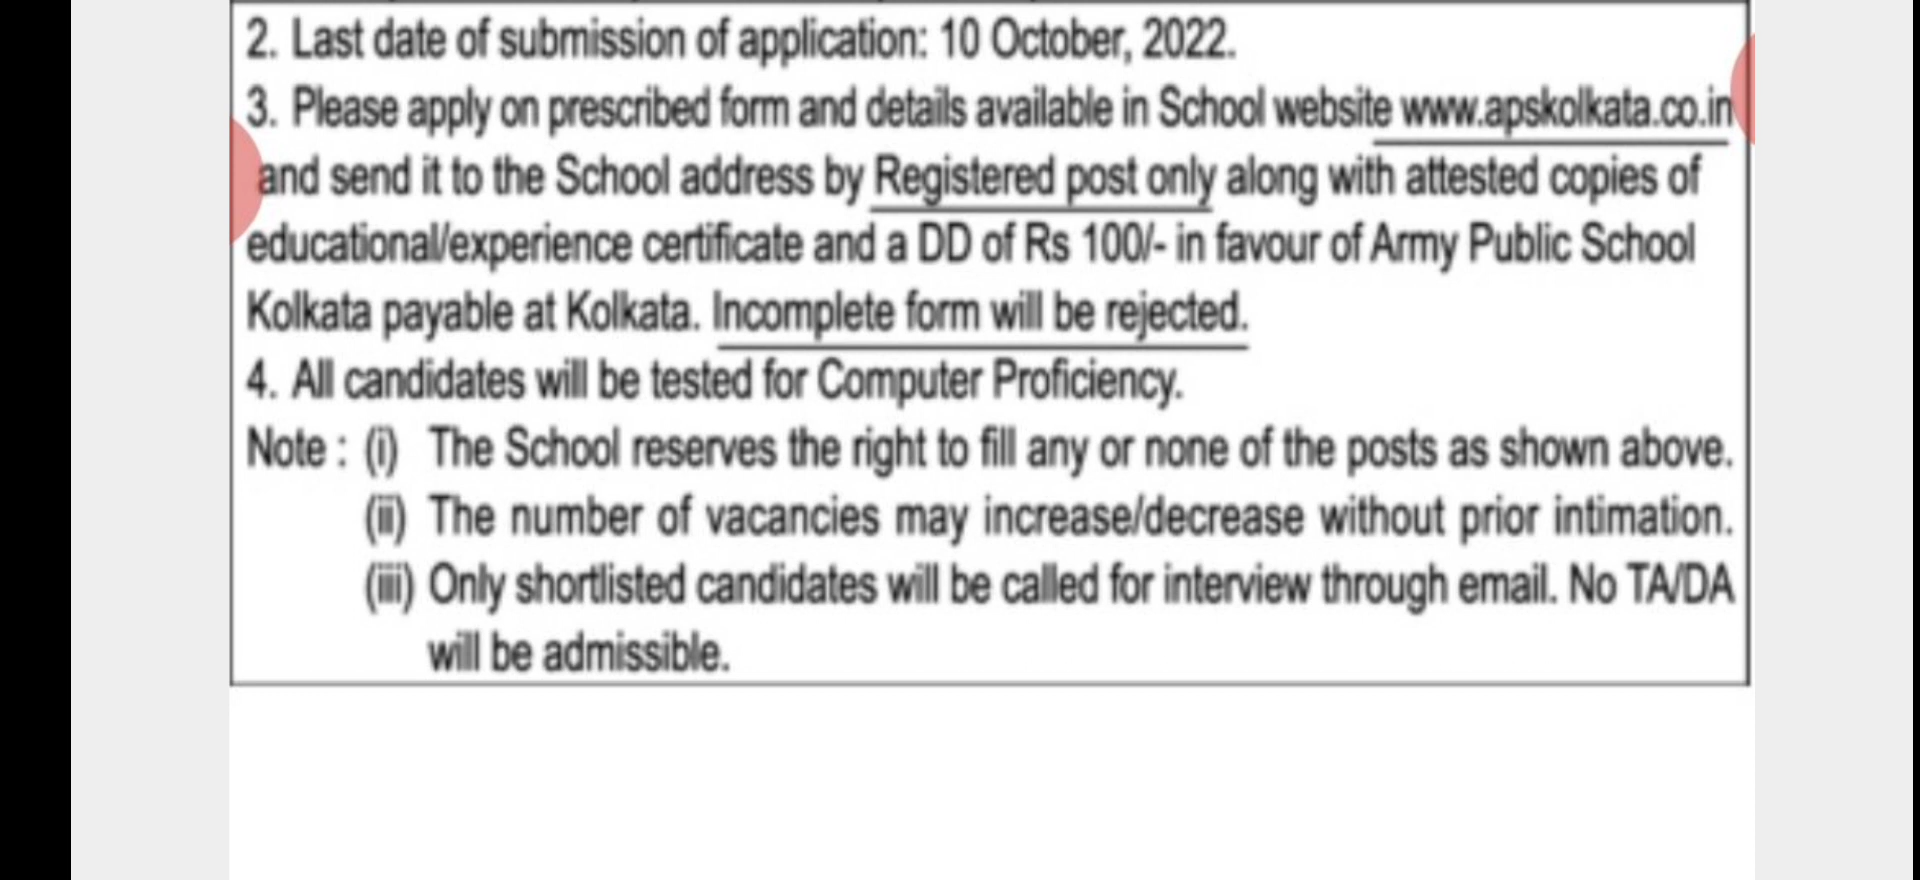 2. Last date of submission of application: 10 October, 2022.
3. Please apply on prescribed form and details available in School website www.apskolkata.co.in
and send it to the School address by Registered post only along with attested copies of
educational/experience certificate and a DD of Rs 100/- in favour of Army Public School
Kolkata payable at Kolkata. Incomplete form will be rejected.
4. All candidates will be tested for Computer Proficiency.
Note : (i) The School reserves the right to fill any or none of the posts as shown above.
(ii) The number of vacancies may increase/decrease without prior intimation.
(iii) Only shortlisted candidates will be called for interview through email. No TA/DA
will be admissible.